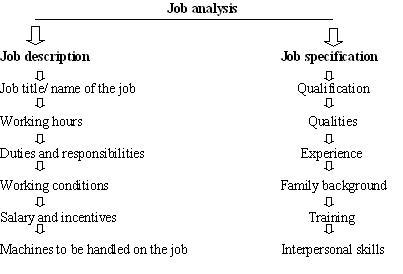 Job analysis
Job description
Job title/ name of the job
Working hours
Duties and responsibilities
Working conditions
Salary and incentives
Machines to be handled on the job
Job specification
Qualification
Qualities
Experience
Family background
Training
Interpersonal skills